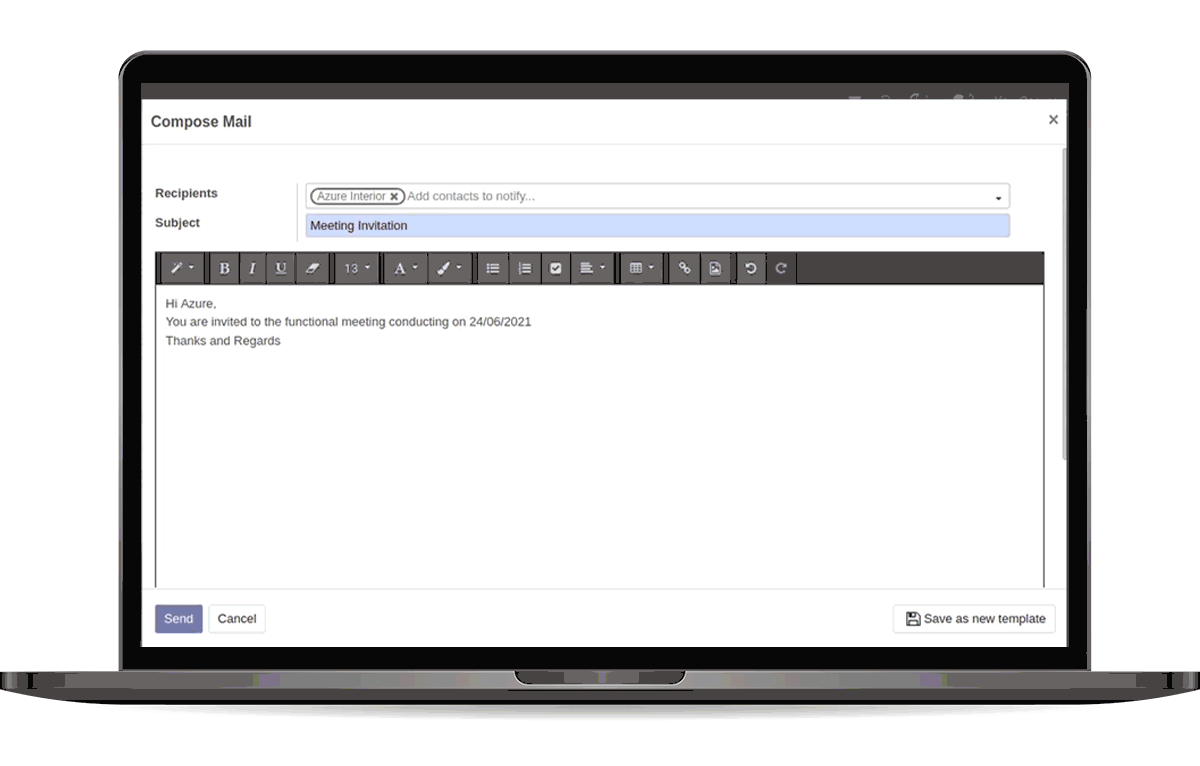 Compose Mail ×
Recipients
Azure Interior × Add contacts to notify...
Subject
Meeting Invitation
B I U 13 A
Hi Azure,
You are invited to the functional meeting conducting on 24/06/2021
Thanks and Regards
Send Cancel Save as new template